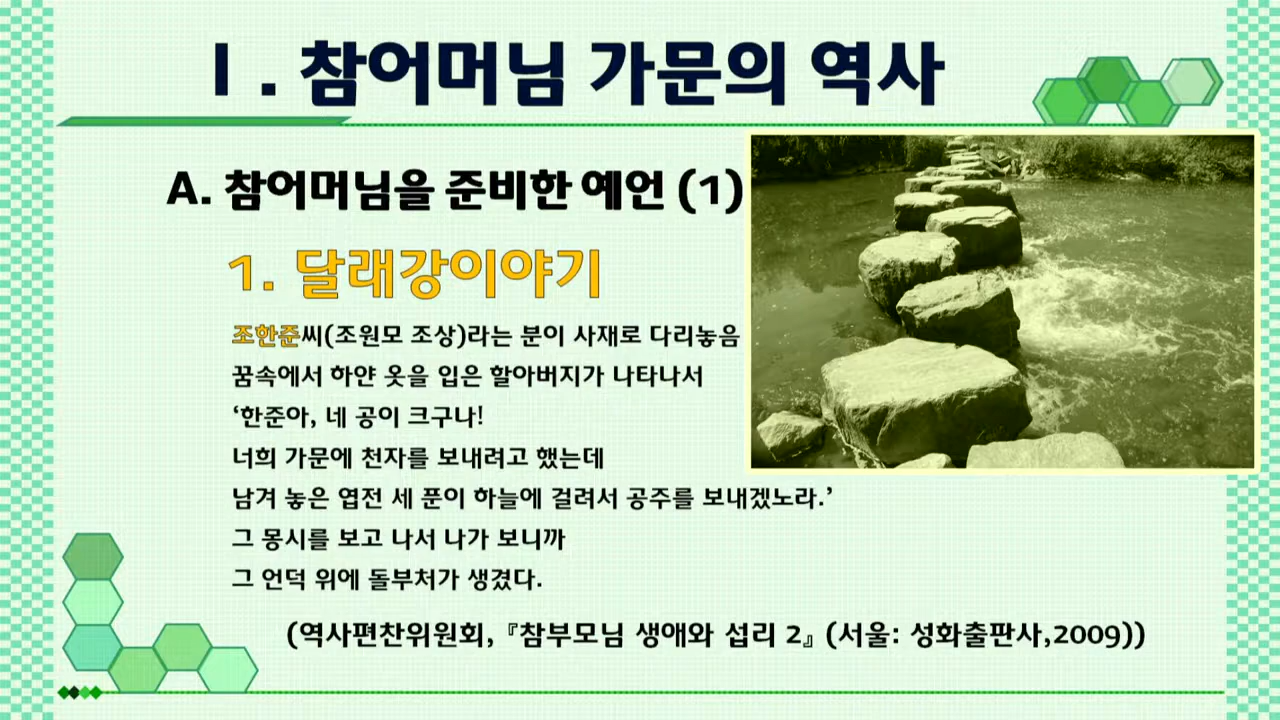 Ⅰ. 참어머님 가문의 역사
A. 참어머님을 준비한 예언 (1)
1. 달래강이야기
조한준씨(조원모 조상)라는 분이 사재로 다리놓음
꿈속에서 하얀 옷을 입은 할아버지가 나타나서
‘한준아, 네 공이 크구나!
너희 가문에 천자를 보내려고 했는데
남겨 놓은 엽전 세 푼이 하늘에 걸려서 공주를 보내겠노라.’
그 몽시를 보고 나서 나가 보니까
그 언덕 위에 돌부처가 생겼다.
(역사편찬위원회, 『참부모님 생애와 섭리 2』 (서울: 성화출판사,2009))